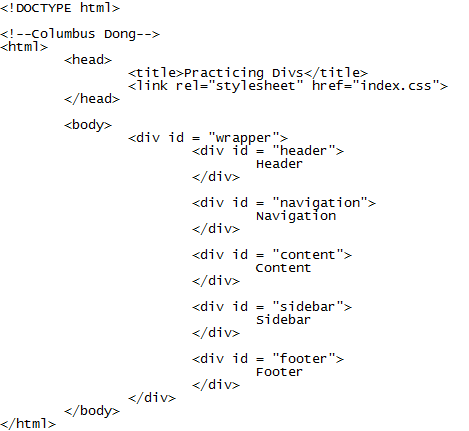 <!DOCTYPE html>
<!--Columbus Dong-->
<html>
<head>
<title>Practicing Divs</title>
<link rel="stylesheet" href="index.css">
</head>
<body>
<div id = "wrapper">
<div id = "header">
Header
</div>
<div id = "navigation">
Navigation
</div>
<div id = "content">
Content
</div>
<div id = "sidebar">
Sidebar
</div>
<div id = "footer">
Footer
</div>
</div>
</body>
</html>